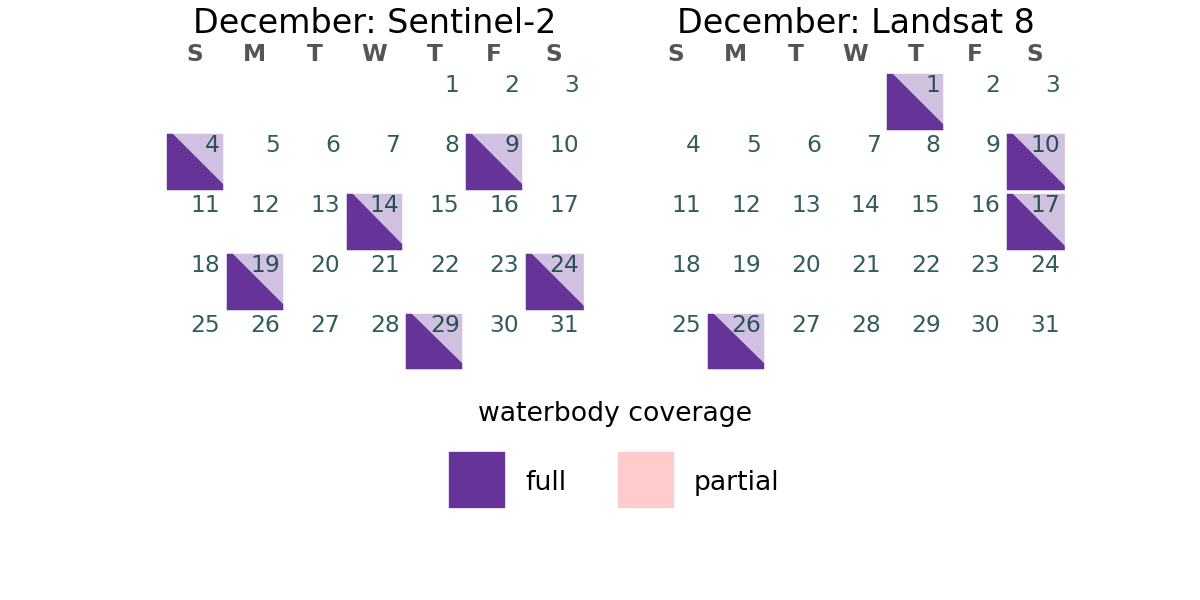 December: Sentinel-2
S M T W T F S
1 2 3
4 5 6 7 8 9 10
11 12 13 14 15 16 17
18 19 20 21 22 23 24
25 26 27 28 29 30 31
December: Landsat 8
S M T W T F S
1 2 3
4 5 6 7 8 9 10
11 12 13 14 15 16 17
18 19 20 21 22 23 24
25 26 27 28 29 30 31
waterbody coverage
full partial